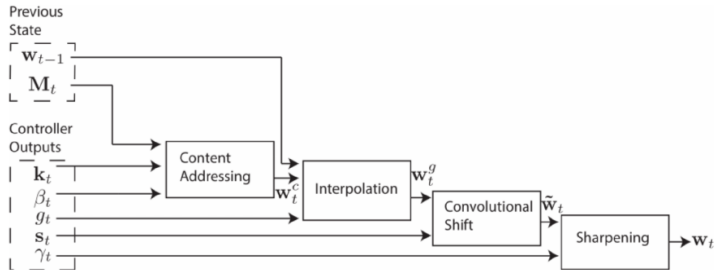 Previous
State
w_{t−1}
M_t
Controller
Outputs
k_t
β_t
g_t
s_t
γ_t
Content
Addressing
w_t^c
Interpolation
w_t^g
Convolutional
Shift
w̃_t
Sharpening
w_t